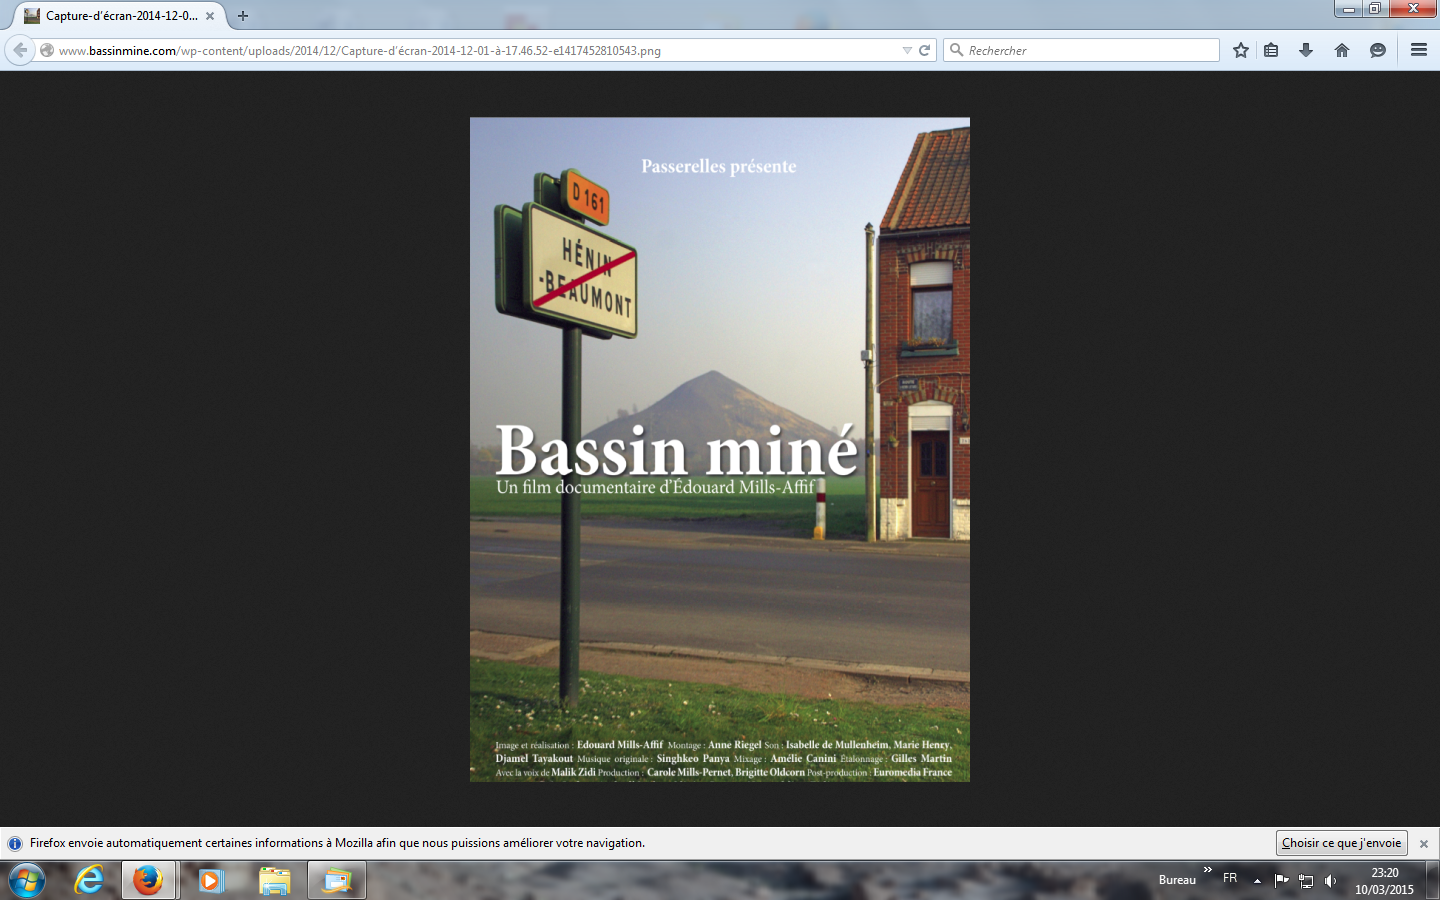 Capture-d'écran-2014-12-0...
www.bassinmine.com/wp-content/uploads/2014/12/Capture-d'écran-2014-12-01-à-17.46.52-e1417452810543.png
Rechercher
Passerelles présente
D 161
HÉNIN
-BEAUMONT
Bassin miné
Un film documentaire d'Édouard Mills-Affif
Image et réalisation : Edouard Mills-Affif Montage : Anne Riegel Son : Isabelle de Mullenheim, Marie Henry,
Djamel Tayakout Musique originale : Singhkeo Panya Mixage : Amélie Canini Étalonnage : Gilles Martin
Avec la voix de Malik Zidi Production : Carole Mills-Pernet, Brigitte Oldcorn Post-production : Euromedia France
Firefox envoie automatiquement certaines informations à Mozilla afin que nous puissions améliorer votre navigation.
Choisir ce que j'envoie
Bureau
FR
23:20
10/03/2015